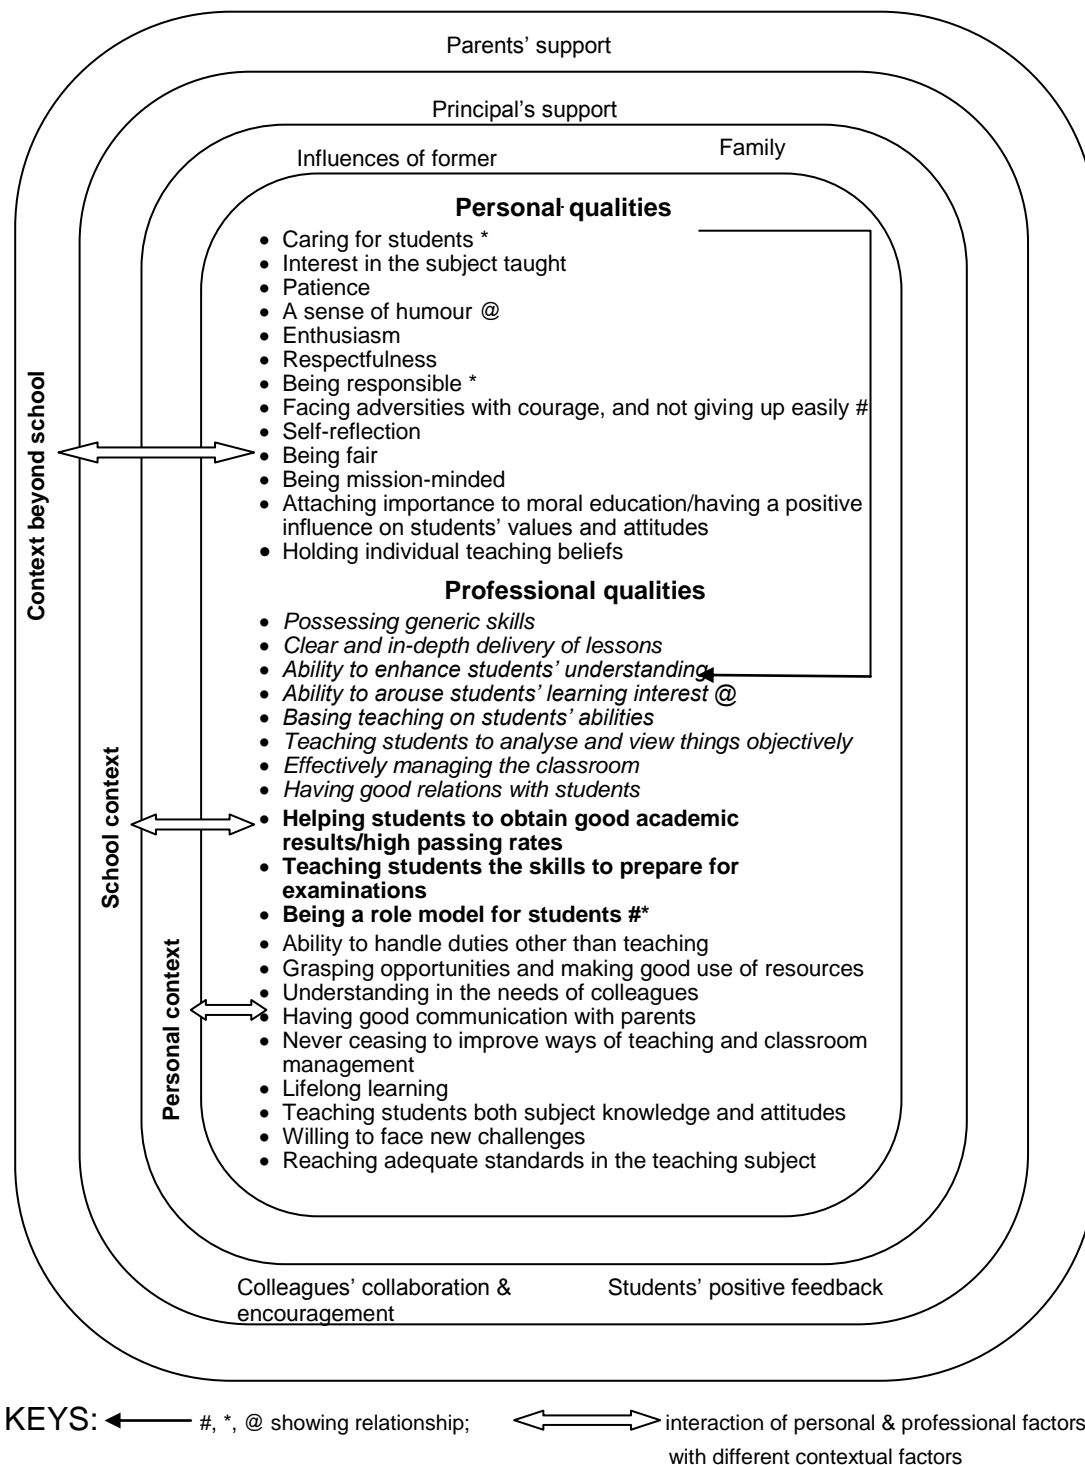 Parents’ support
Principal’s support
Influences of former
Family
Personal qualities
• Caring for students *
• Interest in the subject taught
• Patience
• A sense of humour @
• Enthusiasm
• Respectfulness
• Being responsible *
• Facing adversities with courage, and not giving up easily #
• Self-reflection
• Being fair
• Being mission-minded
• Attaching importance to moral education/having a positive
influence on students’ values and attitudes
• Holding individual teaching beliefs
Professional qualities
• Possessing generic skills
• Clear and in-depth delivery of lessons
• Ability to enhance students’ understanding
• Ability to arouse students’ learning interest @
• Basing teaching on students’ abilities
• Teaching students to analyse and view things objectively
• Effectively managing the classroom
• Having good relations with students
• Helping students to obtain good academic
results/high passing rates
• Teaching students the skills to prepare for
examinations
• Being a role model for students #*
• Ability to handle duties other than teaching
• Grasping opportunities and making good use of resources
• Understanding in the needs of colleagues
• Having good communication with parents
• Never ceasing to improve ways of teaching and classroom
management
• Lifelong learning
• Teaching students both subject knowledge and attitudes
• Willing to face new challenges
• Reaching adequate standards in the teaching subject
Context beyond school
School context
Personal context
Colleagues’ collaboration &
encouragement
Students’ positive feedback
KEYS:
#, *, @ showing relationship;
interaction of personal & professional factors
with different contextual factors